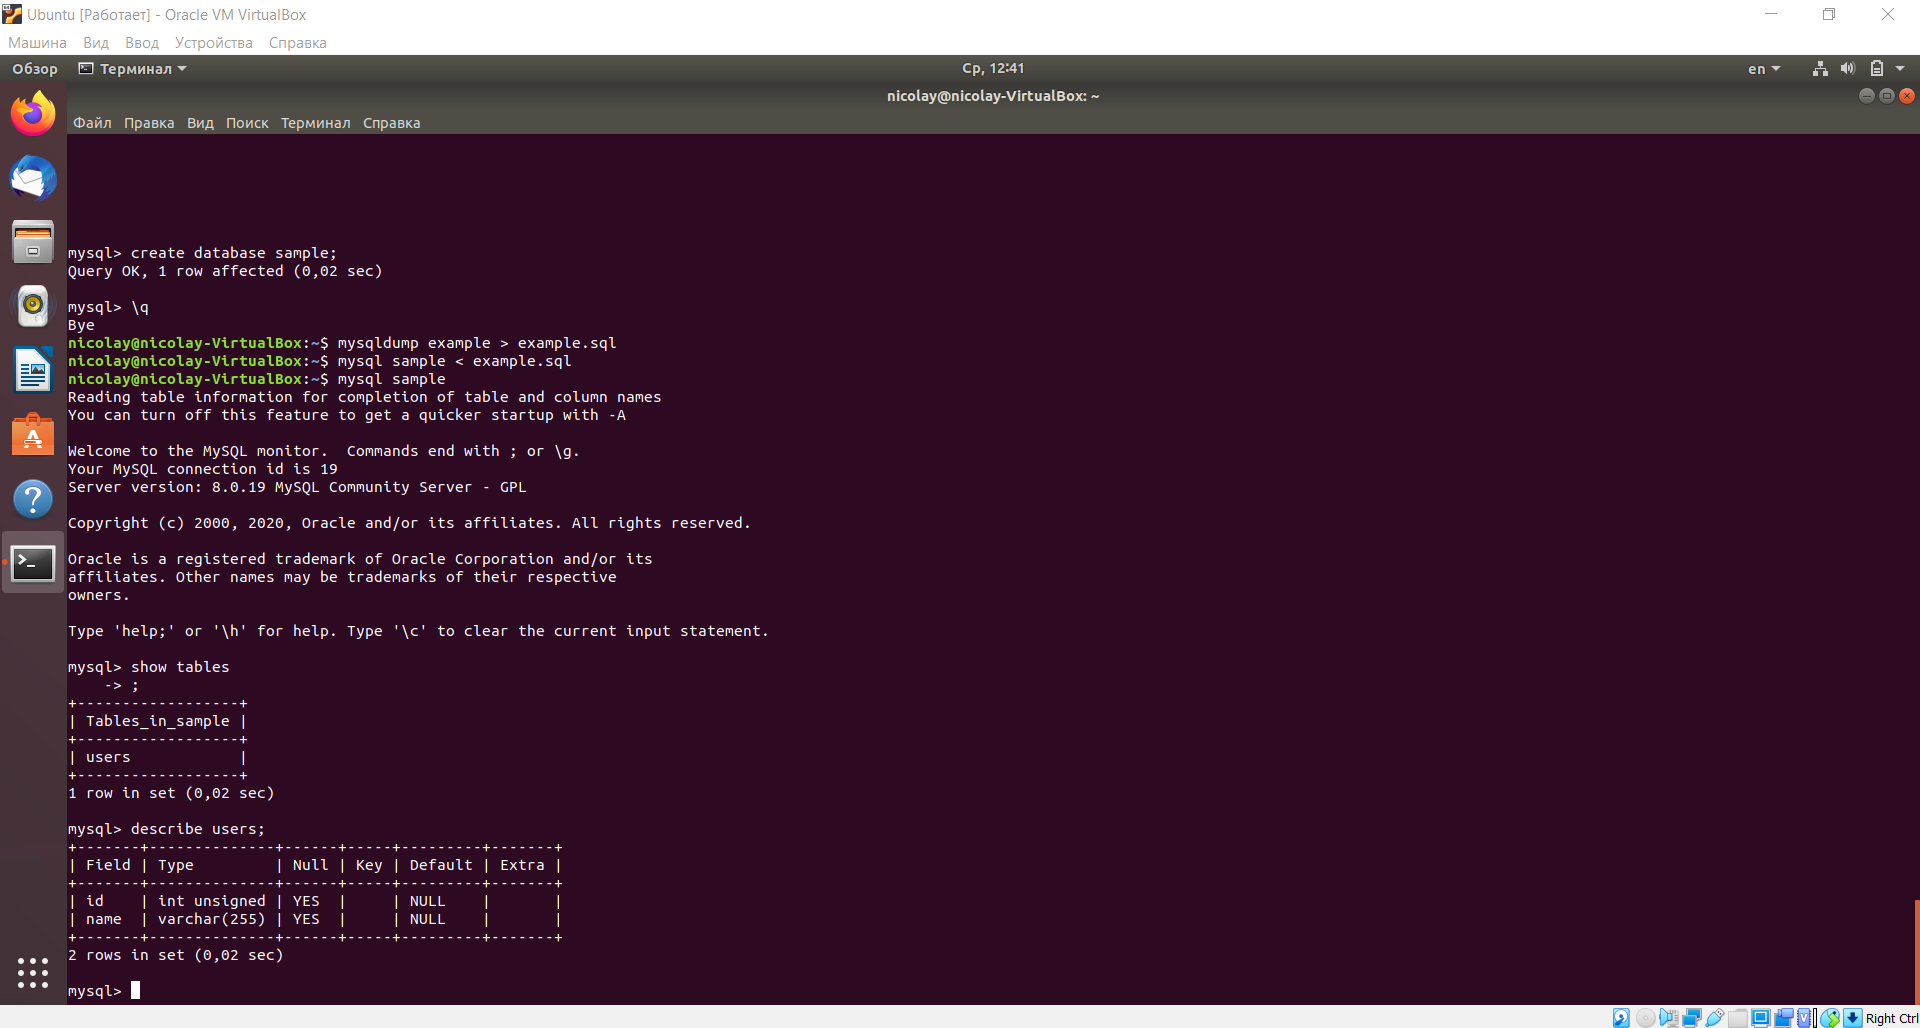 Ubuntu [Работает] - Oracle VM VirtualBox
Машина Вид Ввод Устройства Справка
Обзор Терминал Ср, 12:41 en
nicolay@nicolay-VirtualBox: ~
Файл Правка Вид Поиск Терминал Справка
mysql> create database sample;
Query OK, 1 row affected (0,02 sec)
mysql> \q
Bye
nicolay@nicolay-VirtualBox:~$ mysqldump example > example.sql
nicolay@nicolay-VirtualBox:~$ mysql sample < example.sql
nicolay@nicolay-VirtualBox:~$ mysql sample
Reading table information for completion of table and column names
You can turn off this feature to get a quicker startup with -A
Welcome to the MySQL monitor.  Commands end with ; or \g.
Your MySQL connection id is 19
Server version: 8.0.19 MySQL Community Server - GPL
Copyright (c) 2000, 2020, Oracle and/or its affiliates. All rights reserved.
Oracle is a registered trademark of Oracle Corporation and/or its
affiliates. Other names may be trademarks of their respective
owners.
Type 'help;' or '\h' for help. Type '\c' to clear the current input statement.
mysql> show tables
    -> ;
+------------------+
| Tables_in_sample |
+------------------+
| users            |
+------------------+
1 row in set (0,02 sec)
mysql> describe users;
+-------+--------------+------+-----+---------+-------+
| Field | Type         | Null | Key | Default | Extra |
+-------+--------------+------+-----+---------+-------+
| id    | int unsigned | YES  |     | NULL    |       |
| name  | varchar(255) | YES  |     | NULL    |       |
+-------+--------------+------+-----+---------+-------+
2 rows in set (0,02 sec)
mysql>
Right Ctrl